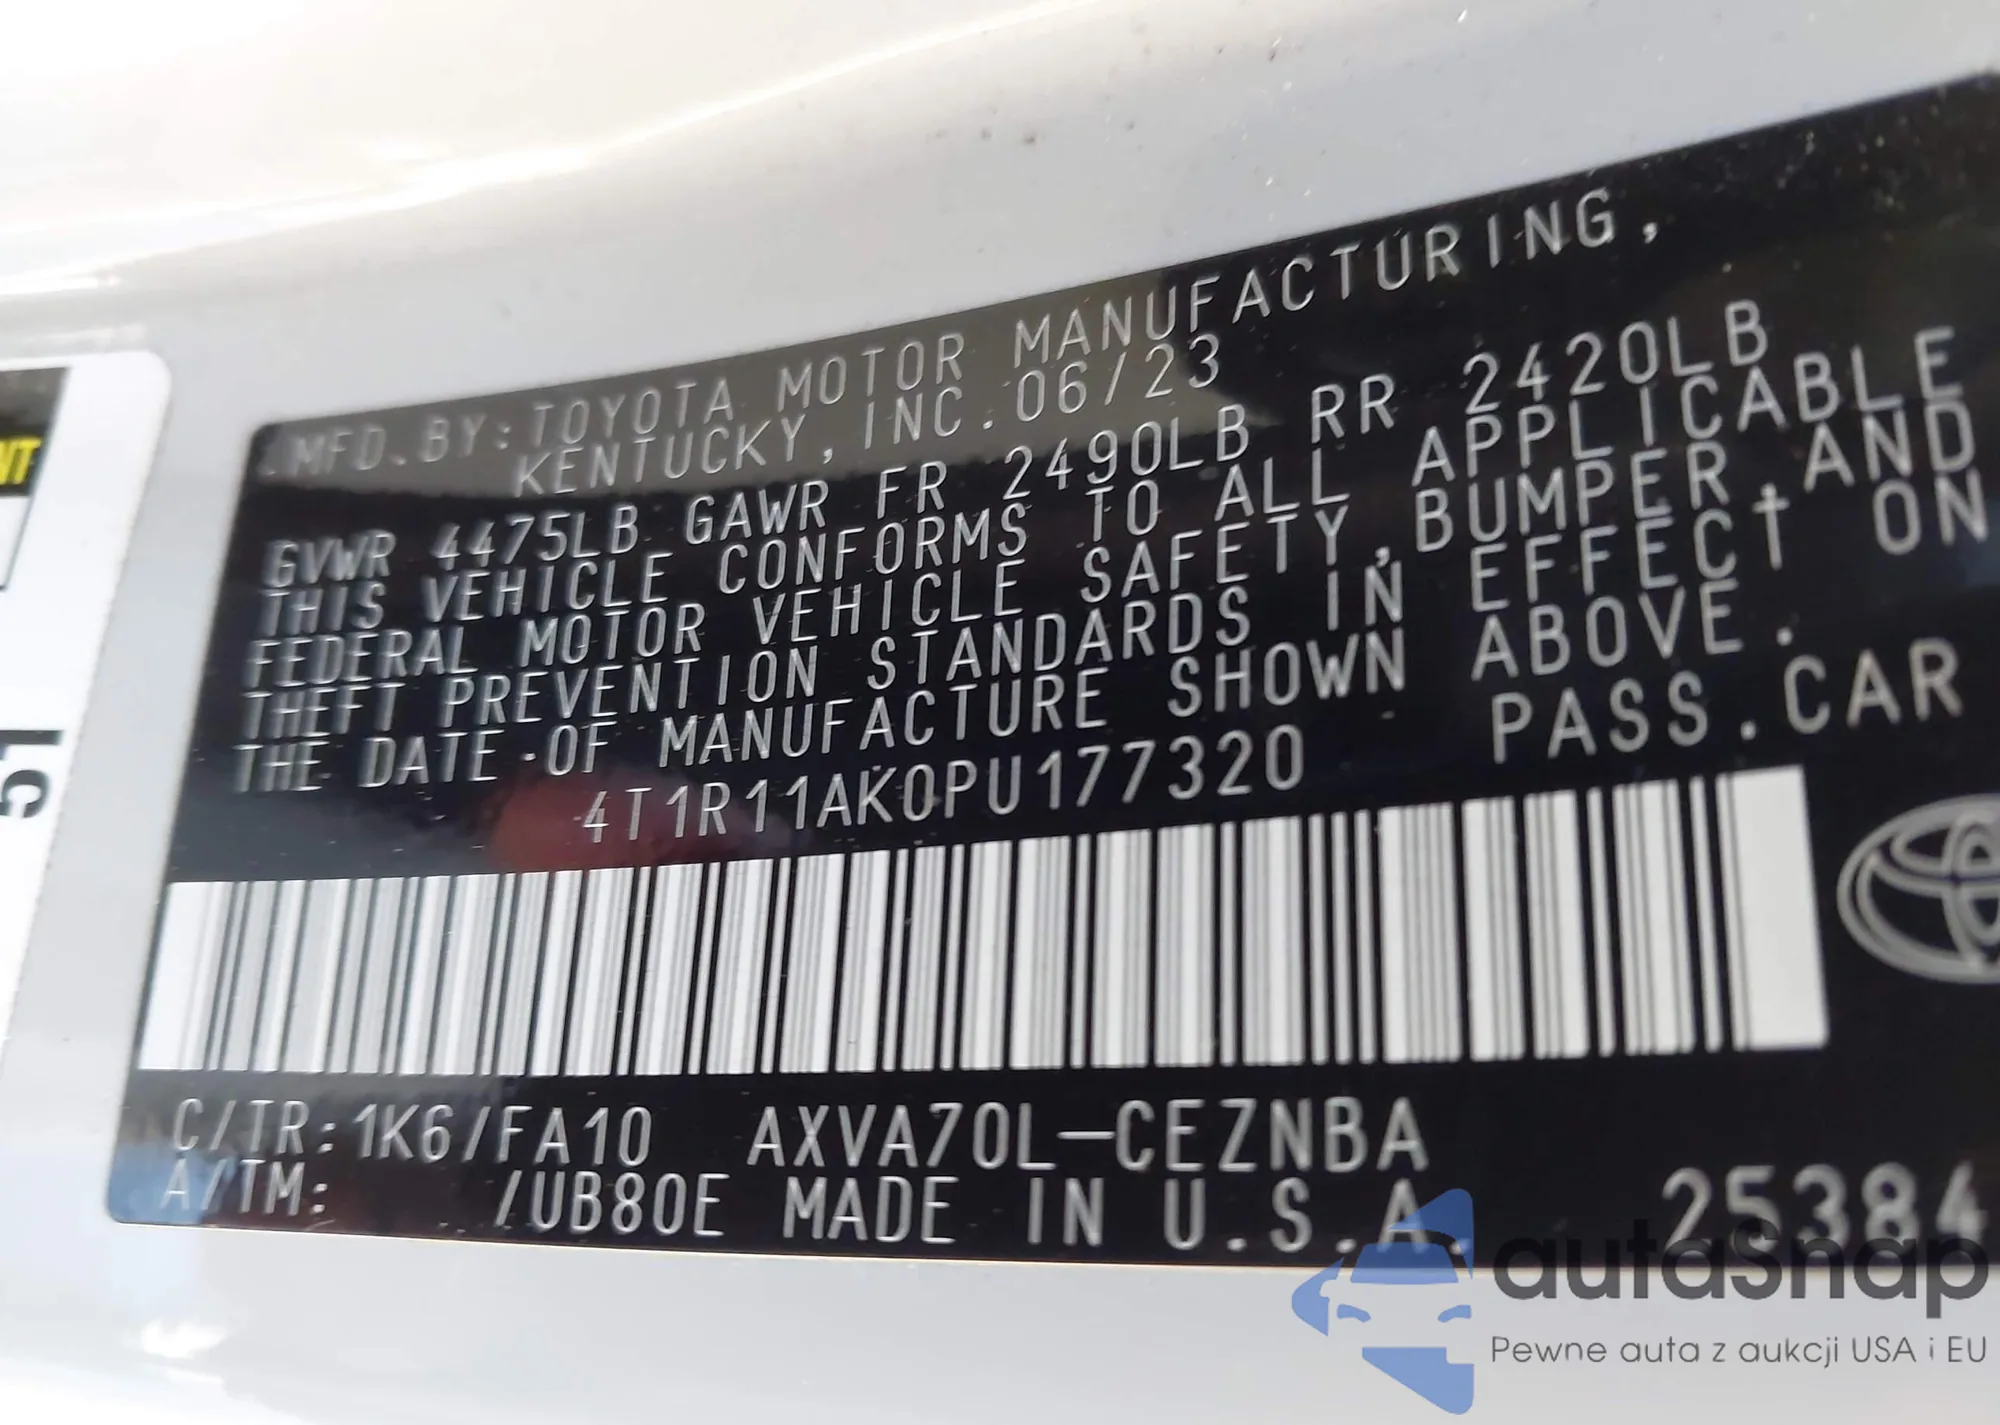 MFD.BY:TOYOTA MOTOR MANUFACTURING,
KENTUCKY, INC. 06/23
GVWR 4475LB GAWR FR 2490LB RR 2420LB
THIS VEHICLE CONFORMS TO ALL APPLICABLE
FEDERAL MOTOR VEHICLE SAFETY,BUMPER,AND
THEFT PREVENTION STANDARDS IN EFFECT ON
THE DATE OF MANUFACTURE SHOWN ABOVE.
4T1R11AK0PU177320 PASS.CAR
C/TR:1K6/FA10 AXVA70L-CEZNBA
A/TM: /UB80E MADE IN U.S.A. 25384
NT
51
autaSnap
Pewne auta z aukcji USA i EU